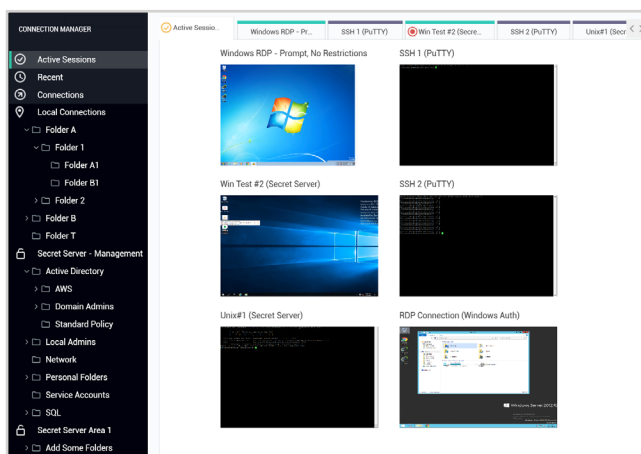 CONNECTION MANAGER
Active Sessions
Recent
Connections
Local Connections
Folder A
Folder 1
Folder A1
Folder B1
Folder 2
Folder B
Folder T
Secret Server - Management
Active Directory
AWS
Domain Admins
Standard Policy
Local Admins
Network
Personal Folders
Service Accounts
SQL
Secret Server Area 1
Add Some Folders
Active Sessio...
Windows RDP - Pr...
SSH 1 (PuTTY)
Win Test #2 (Secre...
SSH 2 (PuTTY)
Unix#1 (Secr
Windows RDP - Prompt, No Restrictions
SSH 1 (PuTTY)
Win Test #2 (Secret Server)
SSH 2 (PuTTY)
Unix#1 (Secret Server)
RDP Connection (Windows Auth)
Windows Server 2012 R